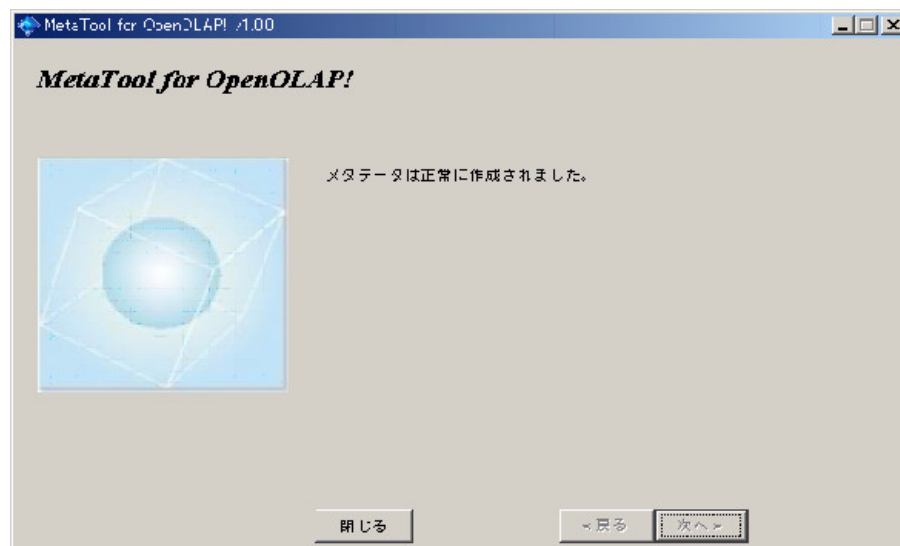 MetaTool for OpenOLAP! v1.00
MetaTool for OpenOLAP!
メタデータは正常に作成されました。
閉じる
<戻る
次へ>